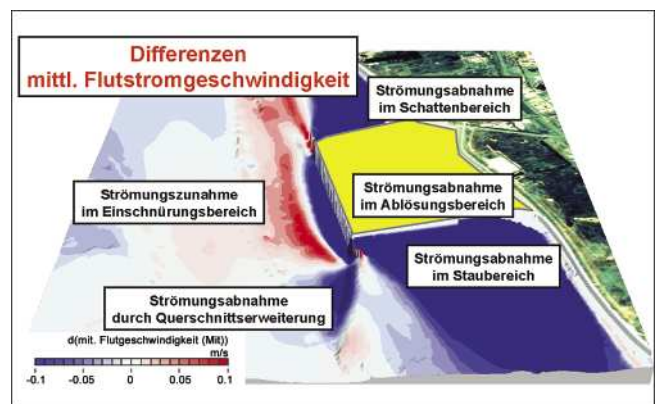 Differenzen
mittl. Flutstromgeschwindigkeit
Strömungsabnahme
im Schattenbereich
Strömungszunahme
im Einschnürungsbereich
Strömungsabnahme
im Ablösungsbereich
Strömungsabnahme
im Staubereich
Strömungsabnahme
durch Querschnittserweiterung
d(mit. Flutgeschwindigkeit (Mit))
m/s
-0.1 -0.05 0 0.05 0.1